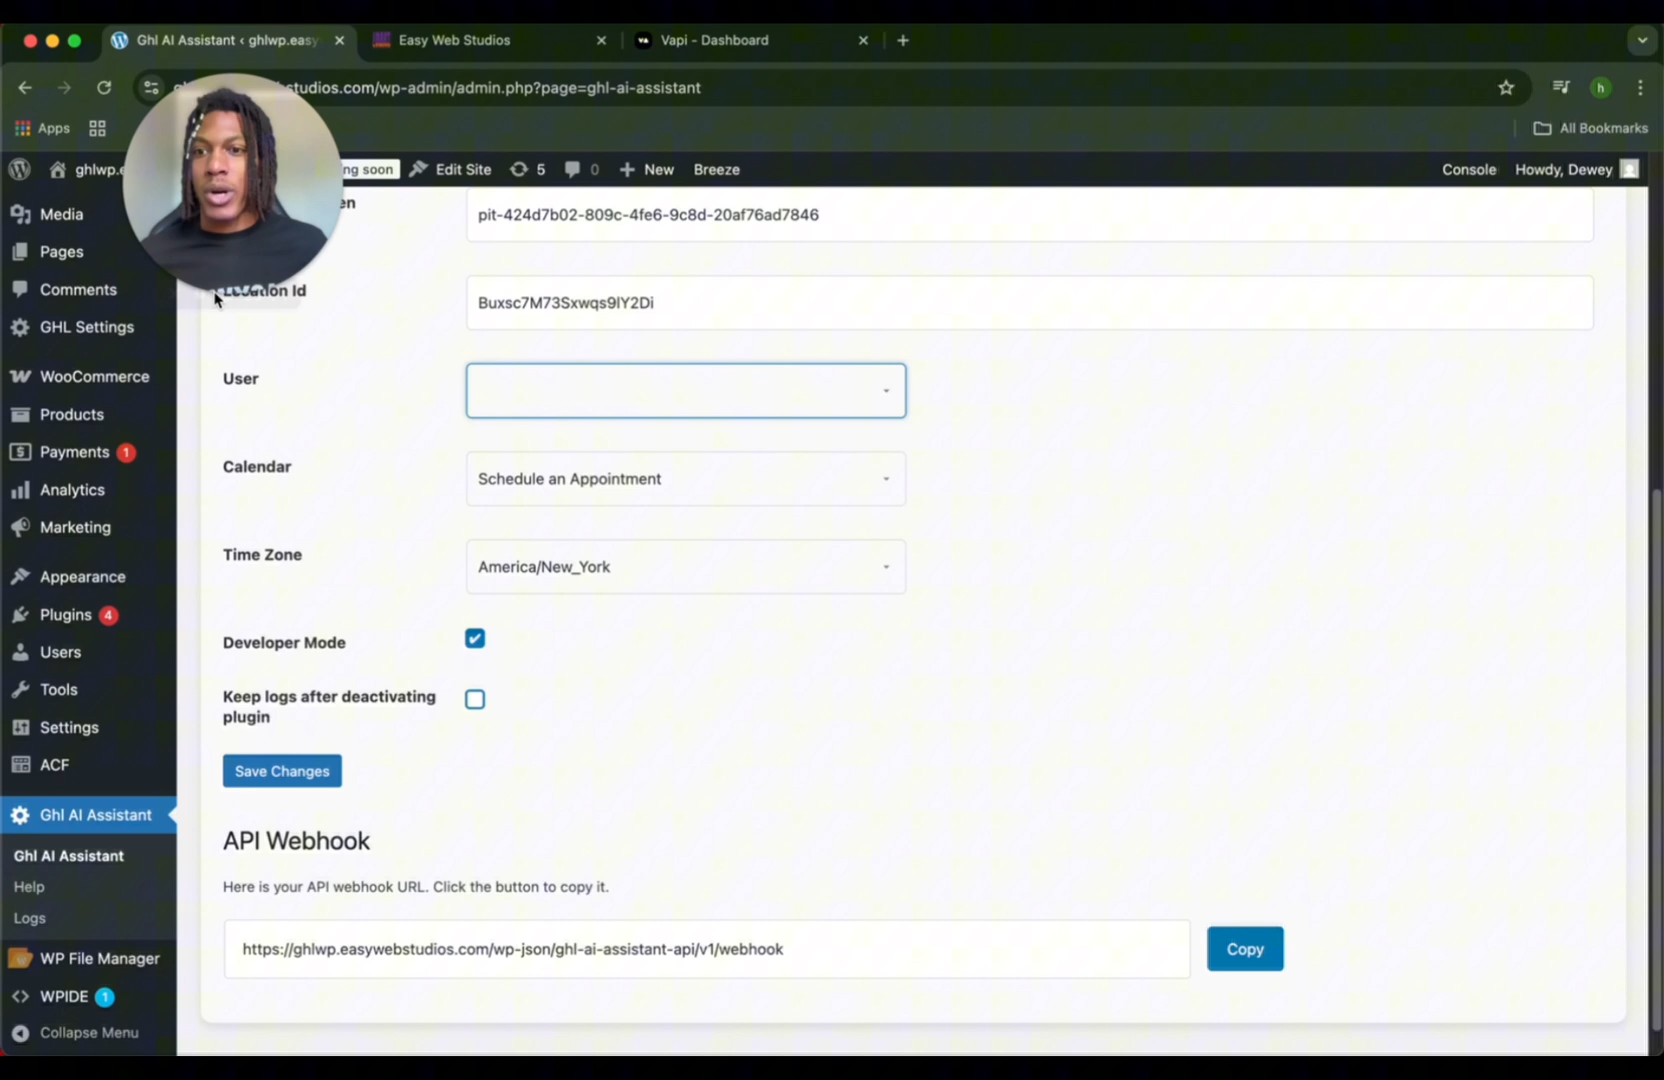 Ghl AI Assistant ‹ ghlwp.easy
Easy Web Studios
Vapi - Dashboard
studios.com/wp-admin/admin.php?page=ghl-ai-assistant
h
Apps
All Bookmarks
ghlwp.e
ng soon
Edit Site
5
0
New
Breeze
Console
Howdy, Dewey
Media
Pages
Comments
GHL Settings
WooCommerce
Products
Payments 1
Analytics
Marketing
Appearance
Plugins 4
Users
Tools
Settings
ACF
Ghl AI Assistant
Ghl AI Assistant
Help
Logs
WP File Manager
WPIDE 1
Collapse Menu
en
pit-424d7b02-809c-4fe6-9c8d-20af76ad7846
Location Id
Buxsc7M73Sxwqs9lY2Di
User
Calendar
Schedule an Appointment
Time Zone
America/New_York
Developer Mode
Keep logs after deactivating
plugin
Save Changes
API Webhook
Here is your API webhook URL. Click the button to copy it.
https://ghlwp.easywebstudios.com/wp-json/ghl-ai-assistant-api/v1/webhook
Copy